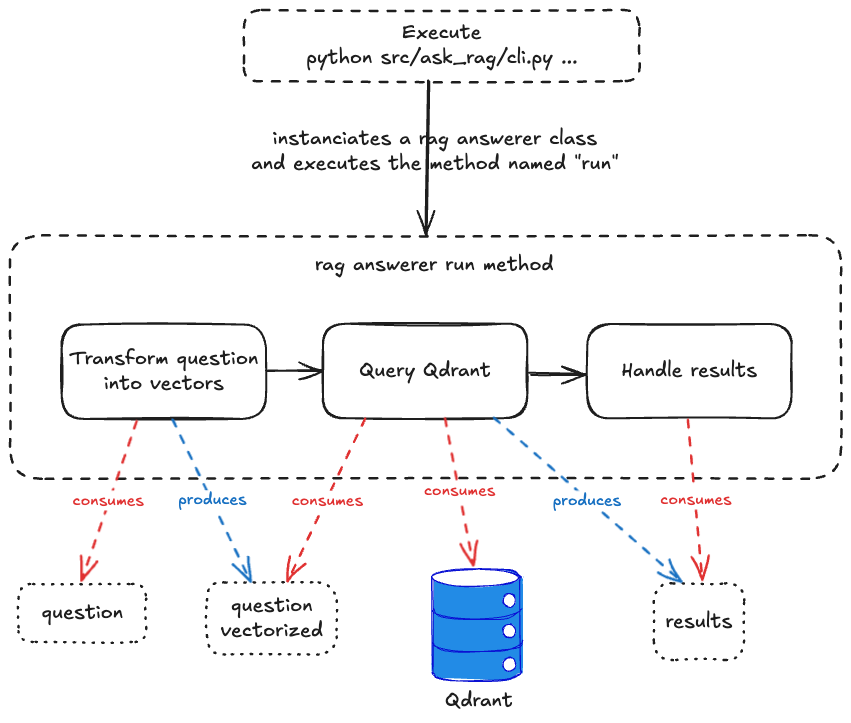 Execute
python src/ask_rag/cli.py ...
instanciates a rag answerer class
and executes the method named "run"
rag answerer run method
Transform question
into vectors
Query Qdrant
Handle results
consumes
produces
consumes
consumes
produces
consumes
question
question
vectorized
results
Qdrant